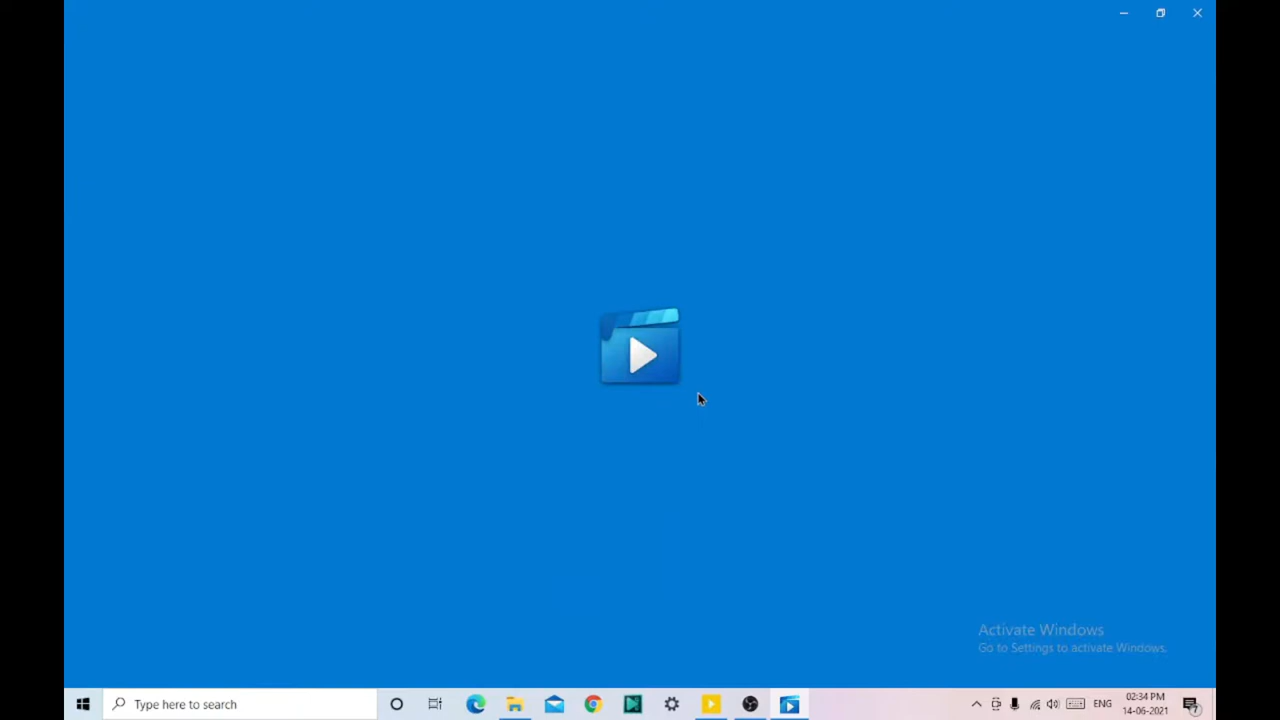 Activate Windows
Go to Settings to activate Windows.
Type here to search
ENG
02:34 PM
14-06-2021